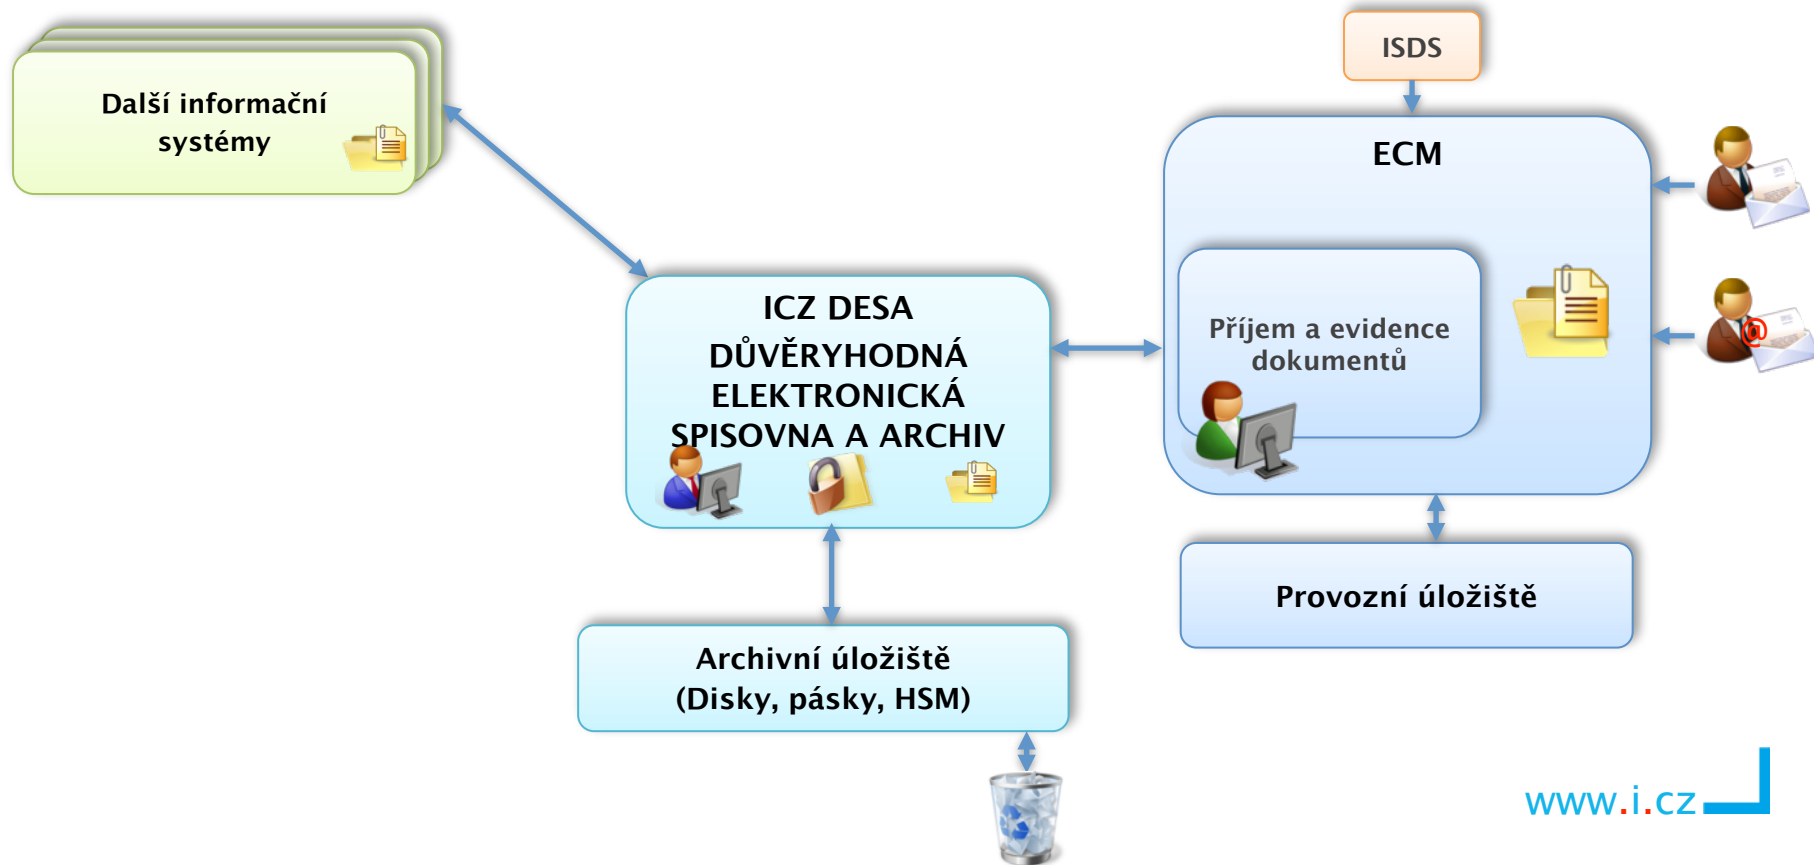 ISDS
Další informační
systémy
ECM
ICZ DESA
DŮVĚRYHODNÁ
ELEKTRONICKÁ
SPISOVNA A ARCHIV
Příjem a evidence
dokumentů
@
Provozní úložiště
Archivní úložiště
(Disky, pásky, HSM)
www.i.cz